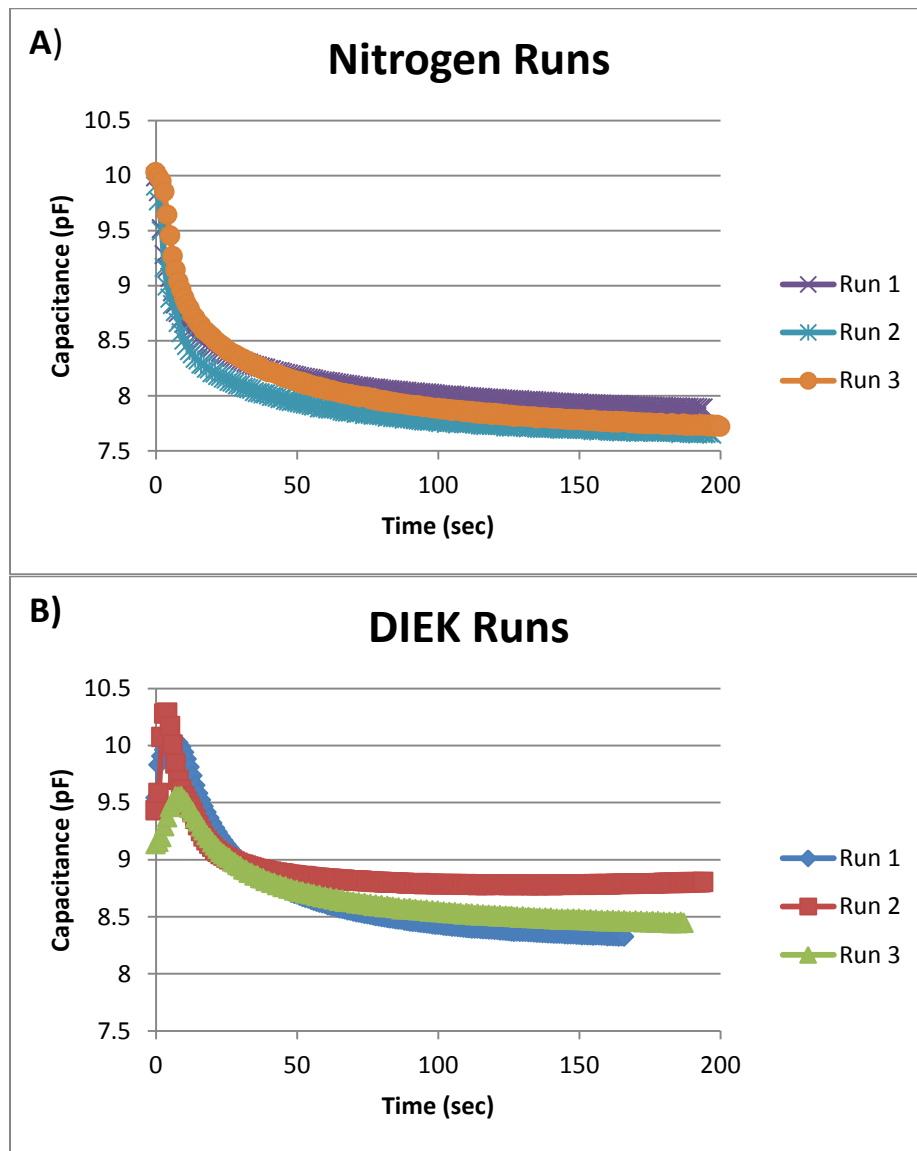 A)
Nitrogen Runs
10.5
10
9.5
9
8.5
8
7.5
Capacitance (pF)
0 50 100 150 200
Time (sec)
Run 1
Run 2
Run 3
B)
DIEK Runs
10.5
10
9.5
9
8.5
8
7.5
Capacitance (pF)
0 50 100 150 200
Time (sec)
Run 1
Run 2
Run 3